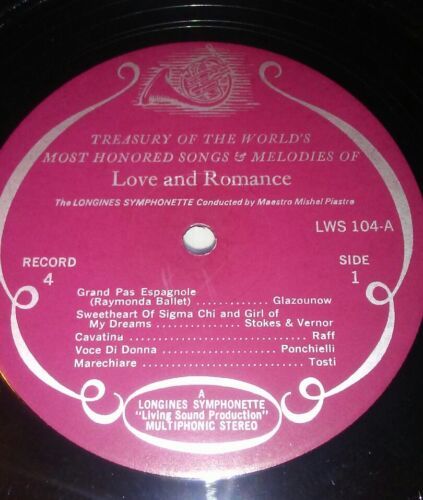 TREASURY OF THE WORLD'S
MOST HONORED SONGS & MELODIES OF
Love and Romance
The LONGINES SYMPHONETTE Conducted by Maestro Mishel Piastro
LWS 104-A
RECORD
4
SIDE
1
Grand Pas Espagnole
(Raymonda Ballet) ............ Glazounow
Sweetheart Of Sigma Chi and Girl of
My Dreams ............... Stokes & Vernor
Cavatina ............................ Raff
Voce Di Donna .................... Ponchielli
Marechiare .......................... Tosti
A
LONGINES SYMPHONETTE
"Living Sound Production"
MULTIPHONIC STEREO